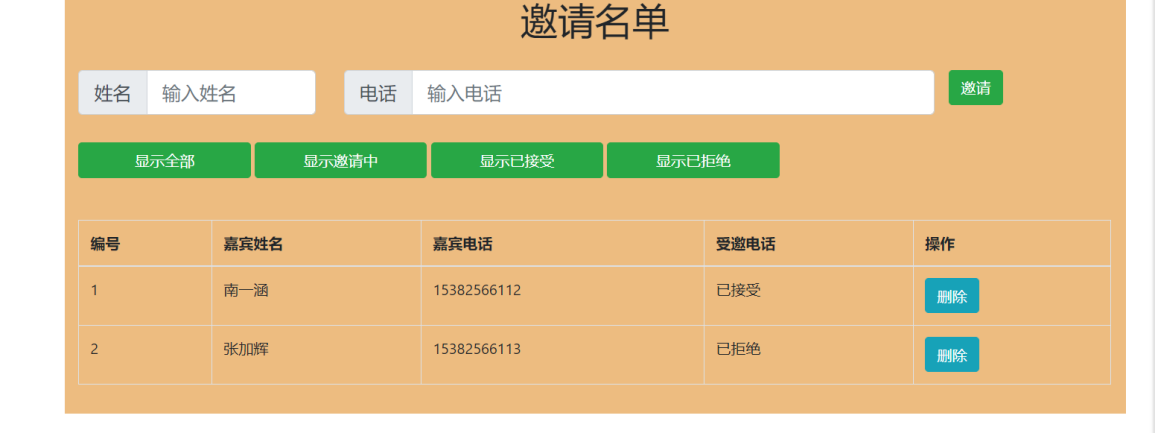 邀请名单
姓名 输入姓名 电话 输入电话 邀请
显示全部 显示邀请中 显示已接受 显示已拒绝
编号 嘉宾姓名 嘉宾电话 受邀电话 操作
1 南一涵 15382566112 已接受 删除
2 张加辉 15382566113 已拒绝 删除